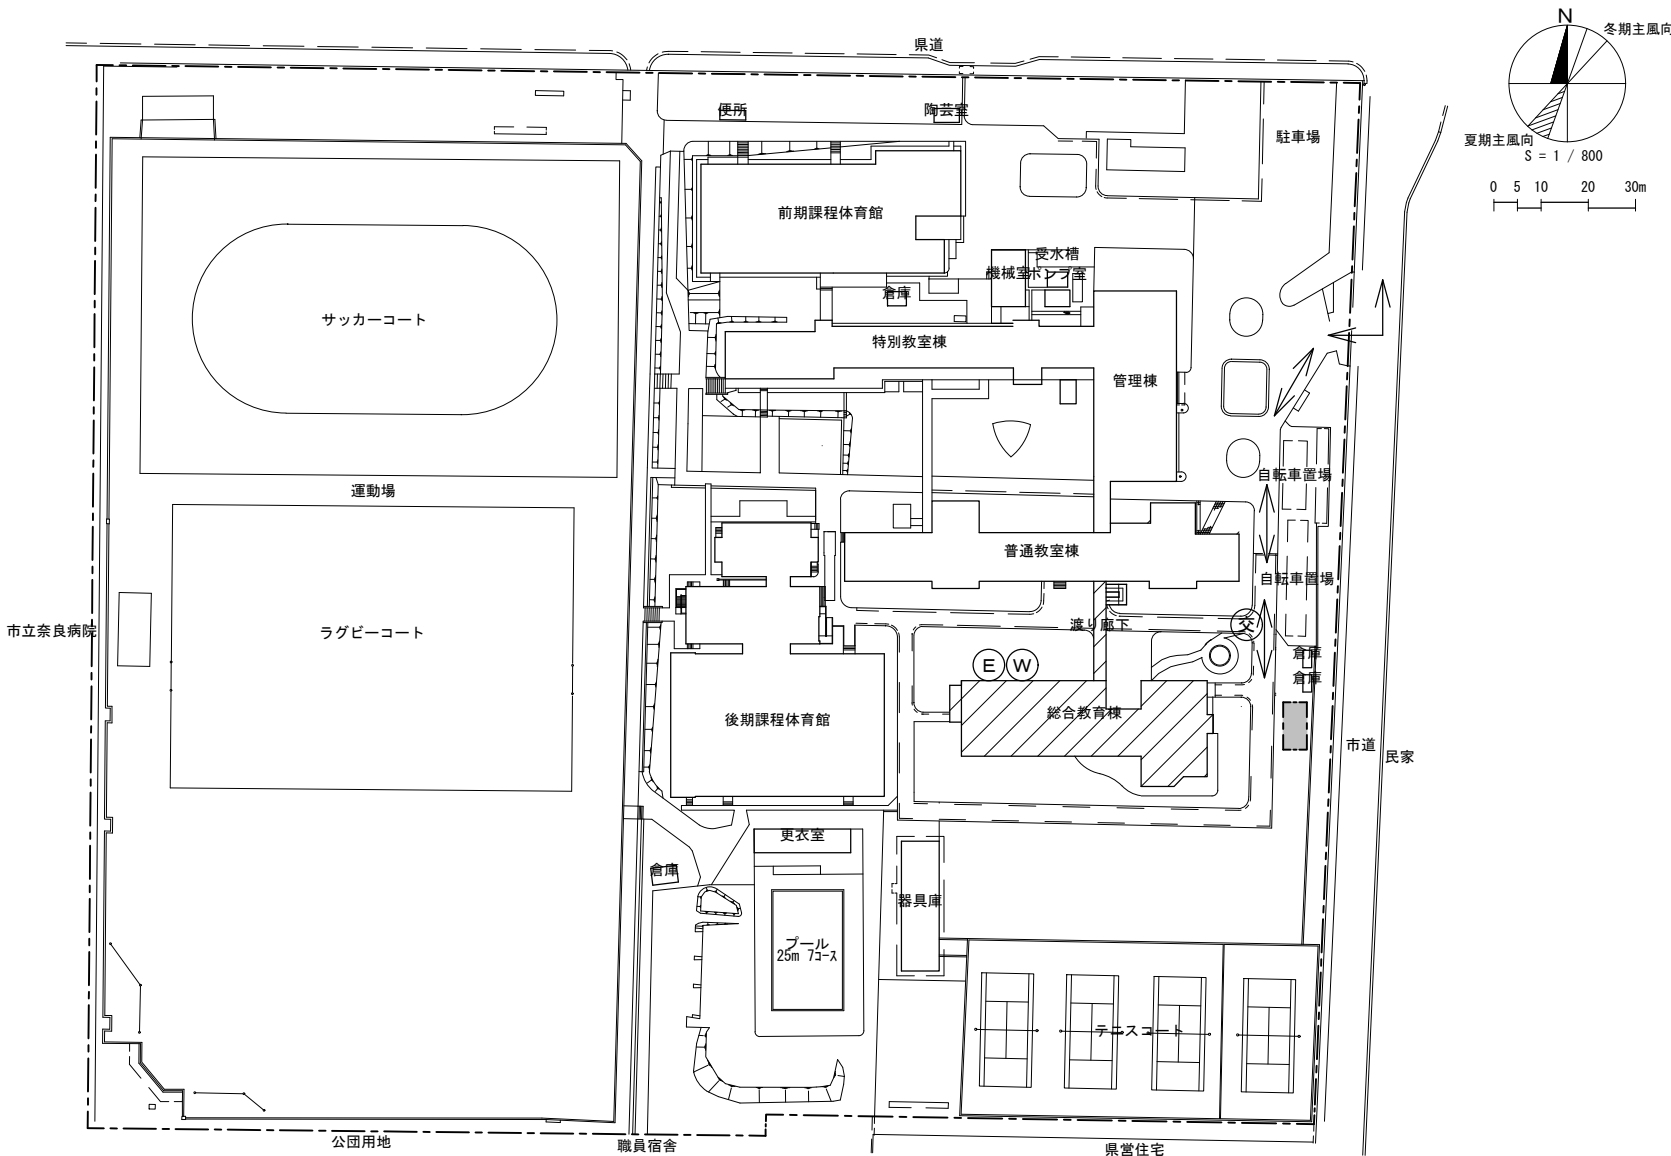 N
冬期主風向
夏期主風向
S = 1 / 800
0 5 10 20 30m
県道
便所
陶芸室
駐車場
前期課程体育館
受水槽
機械室
ポンプ室
倉庫
サッカーコート
特別教室棟
管理棟
運動場
自転車置場
普通教室棟
自転車置場
市立奈良病院
ラグビーコート
渡り廊下
交
E
W
倉庫
倉庫
後期課程体育館
総合教育棟
市道
民家
更衣室
倉庫
器具庫
プール
25m 7コース
テニスコート
公団用地
職員宿舎
県営住宅